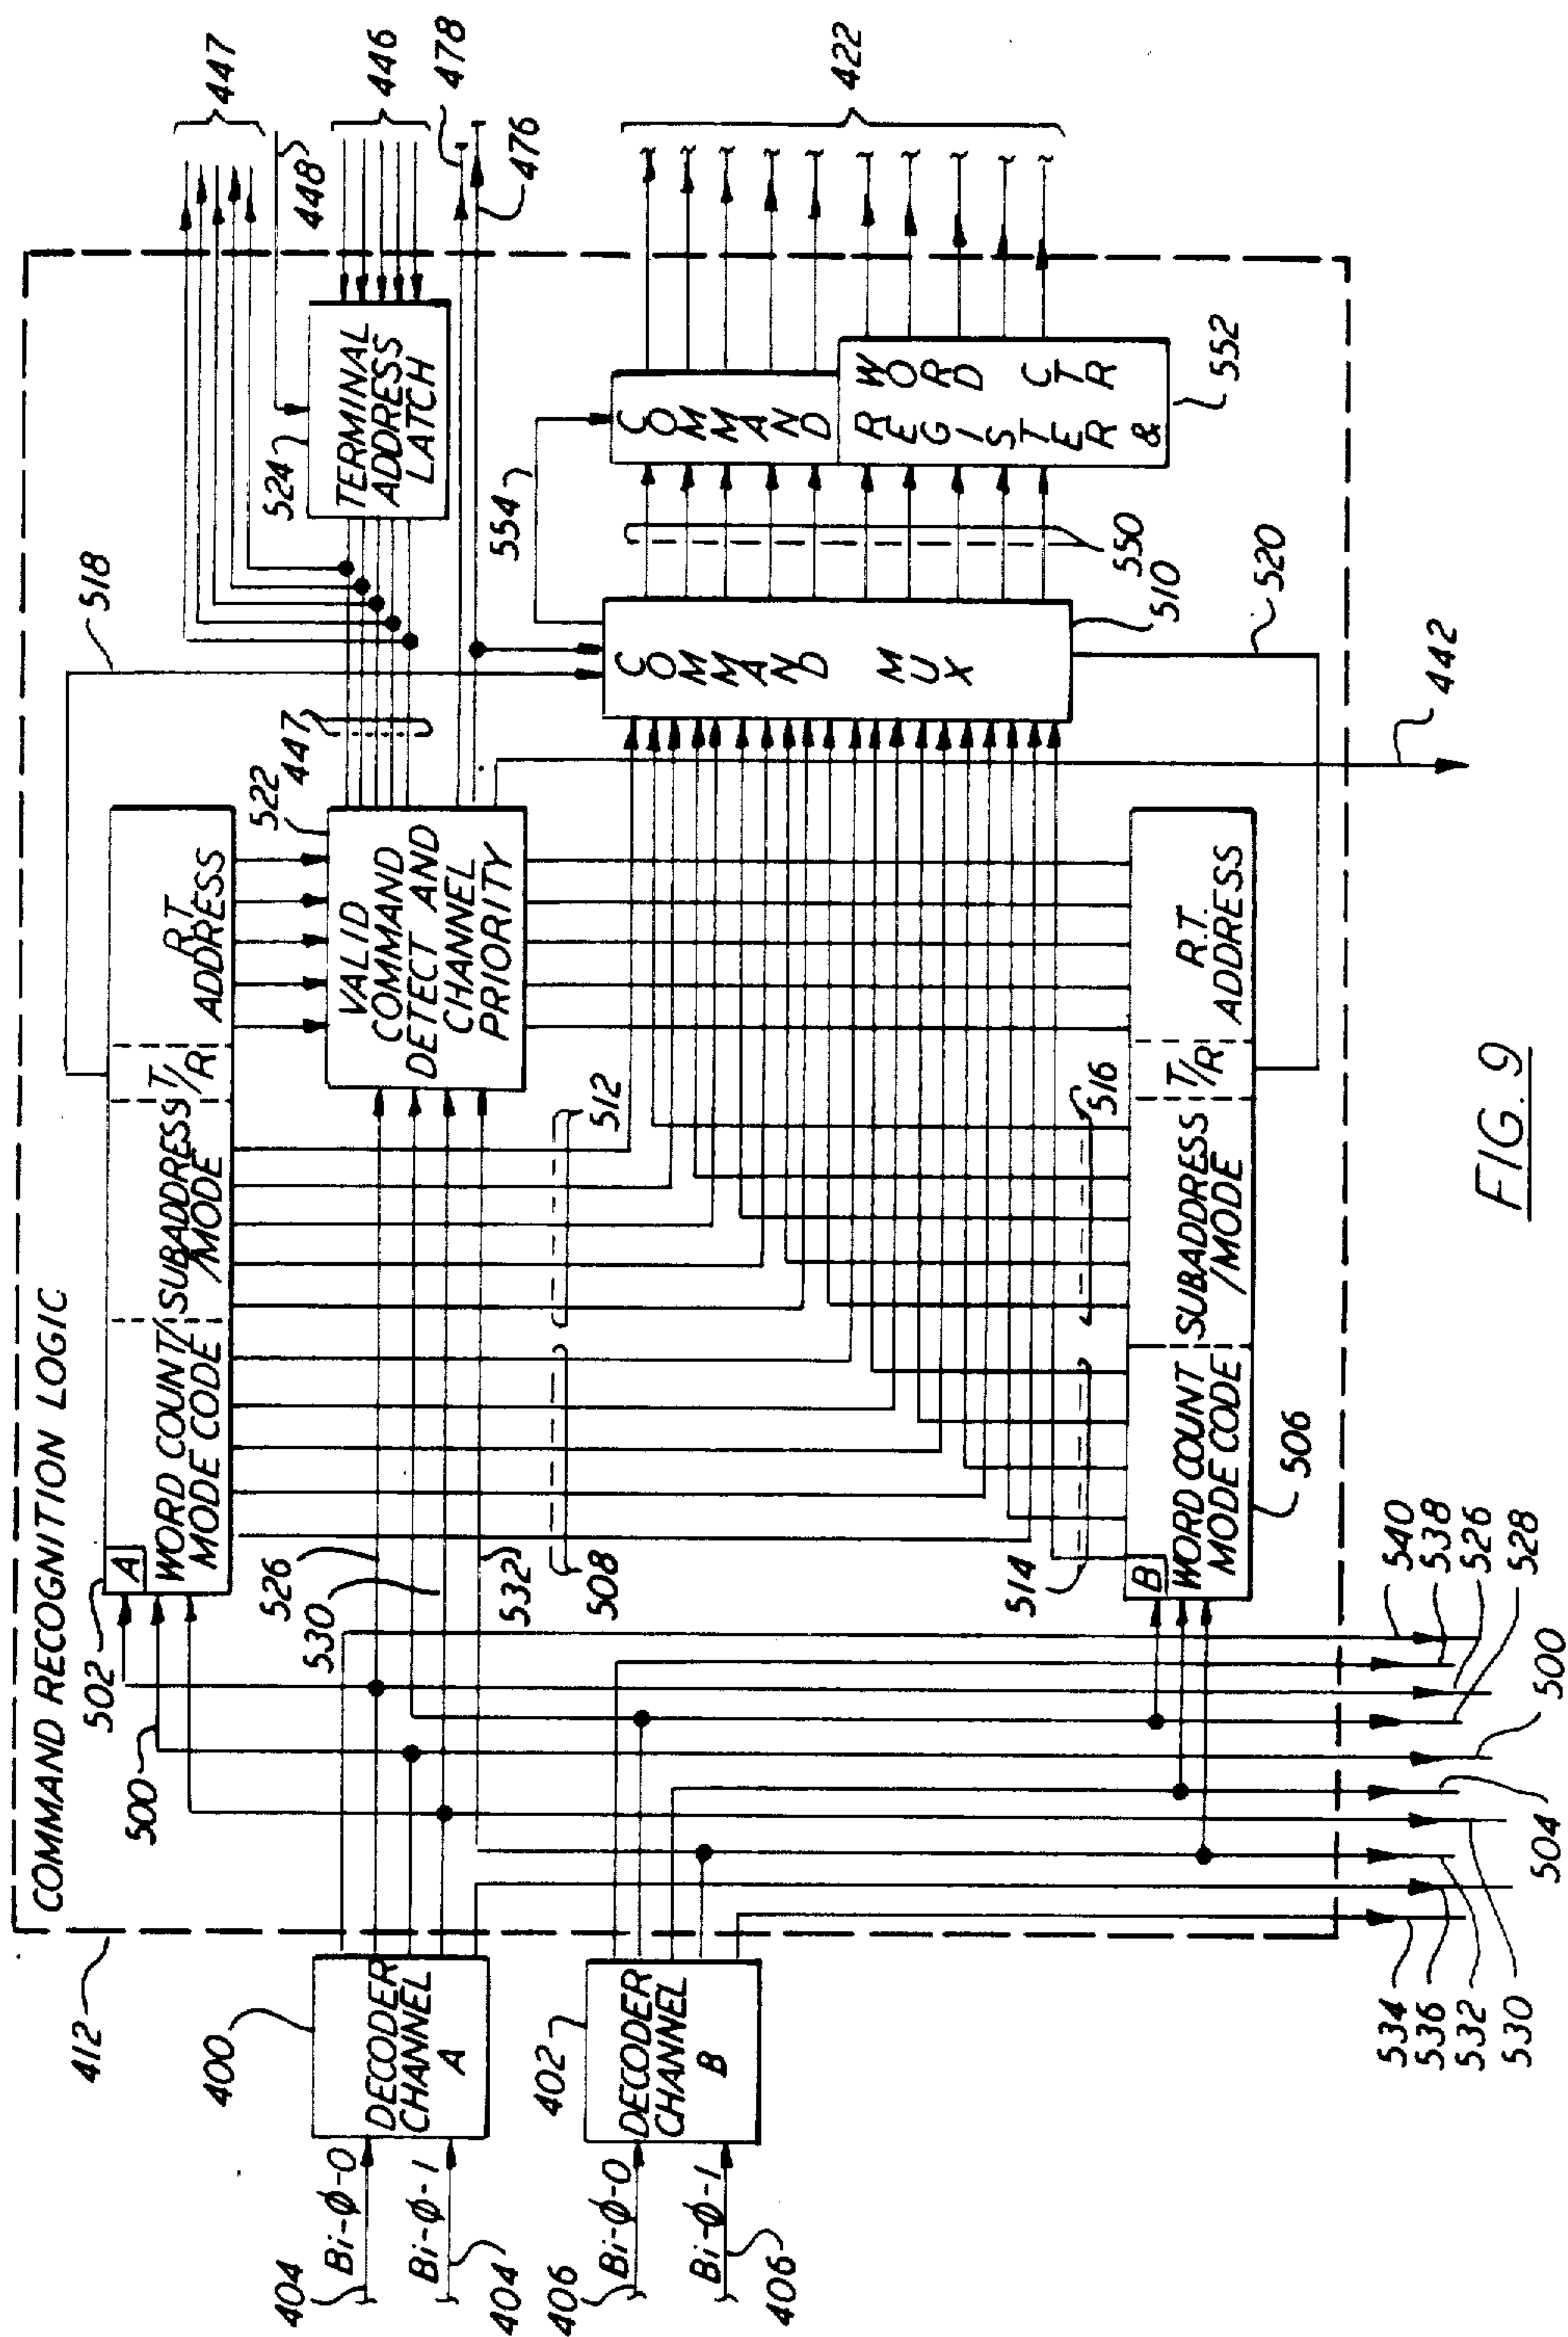 COMMAND RECOGNITION LOGIC
412
400
DECODER
CHANNEL
A
Bi-Ø-0
404
Bi-Ø-1
404
402
DECODER
CHANNEL
B
Bi-Ø-0
406
Bi-Ø-1
406
502
500
A
WORD COUNT/
MODE CODE
SUBADDRESS
/MODE
T/R
R T
ADDRESS
518
522
VALID
COMMAND
DETECT AND
CHANNEL
PRIORITY
447
524
TERMINAL
ADDRESS
LATCH
447
448
446
478
476
526
530
532
508
512
514
516
COMMAND
MUX
510
554
550
COMMAND
REGISTER &
WORD CTR
552
422
520
442
B
WORD COUNT
MODE CODE
SUBADDRESS
/MODE
T/R
R.T.
ADDRESS
506
540
538
526
528
500
504
530
532
536
534
FIG. 9